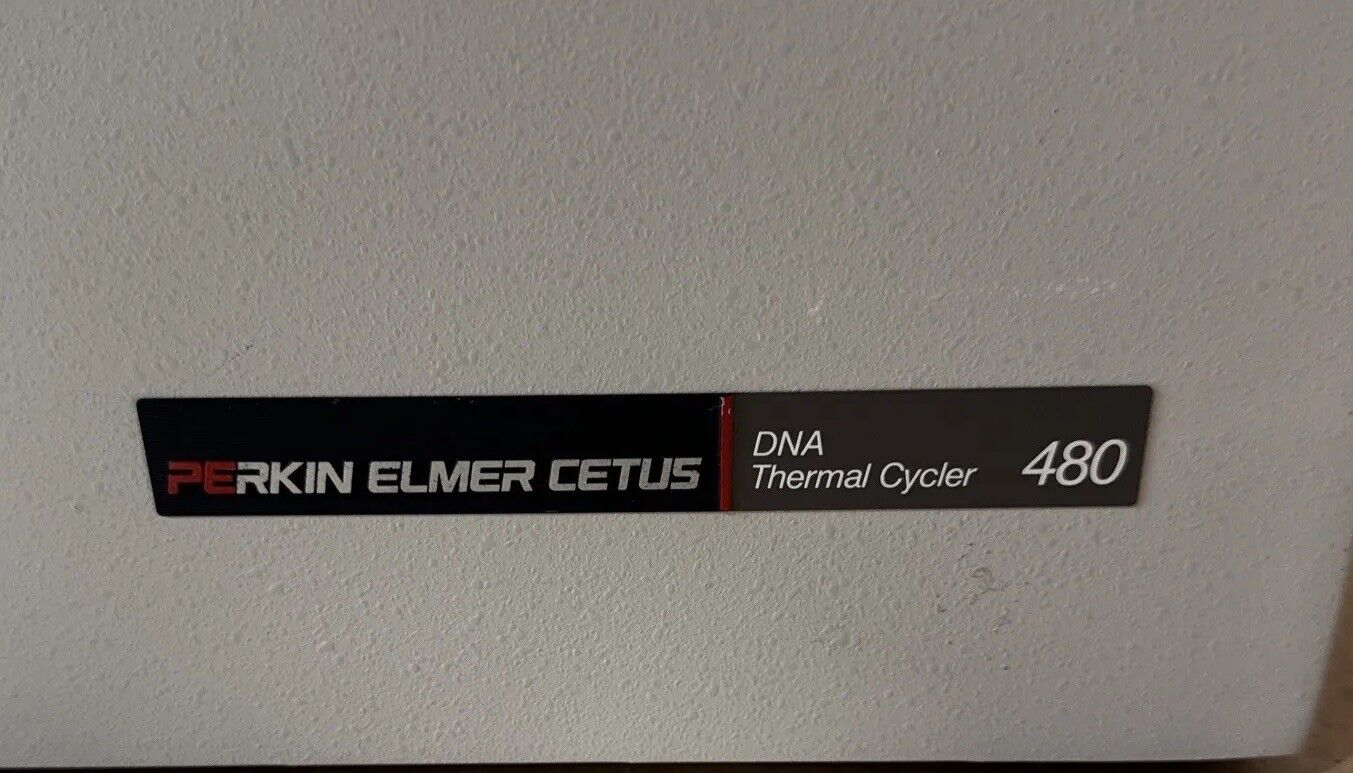 PERKIN ELMER CETUS
DNA
Thermal Cycler 480